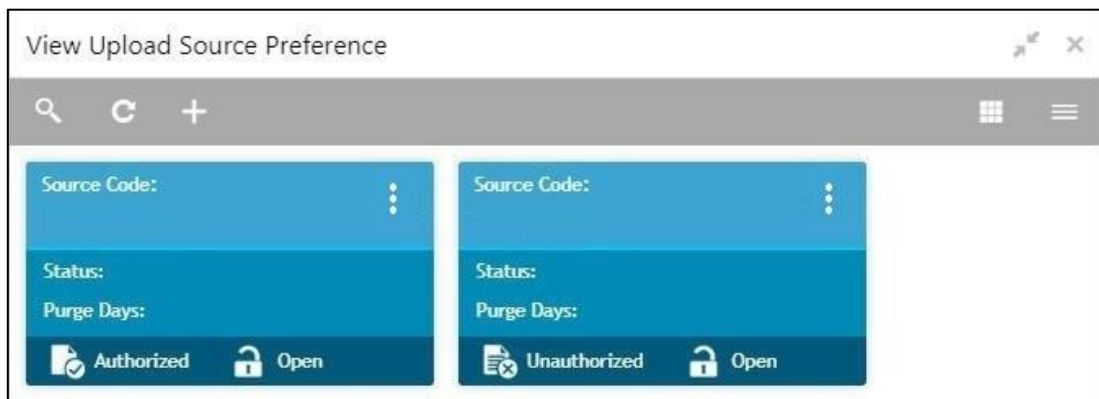 View Upload Source Preference
Source Code:
Status:
Purge Days:
Authorized Open
Source Code:
Status:
Purge Days:
Unauthorized Open